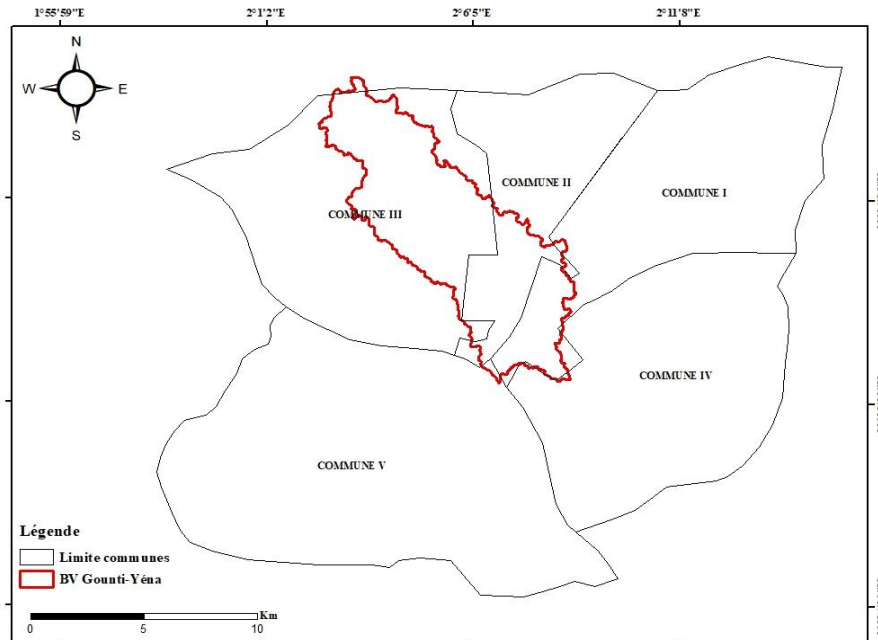 1°55'59"E 2°1'2"E 2°6'5"E 2°11'8"E
N
W E
S
COMMUNE II
COMMUNE I
COMMUNE III
COMMUNE IV
COMMUNE V
Légende
Limite communes
BV Gounti-Yéna
Km
0 5 10